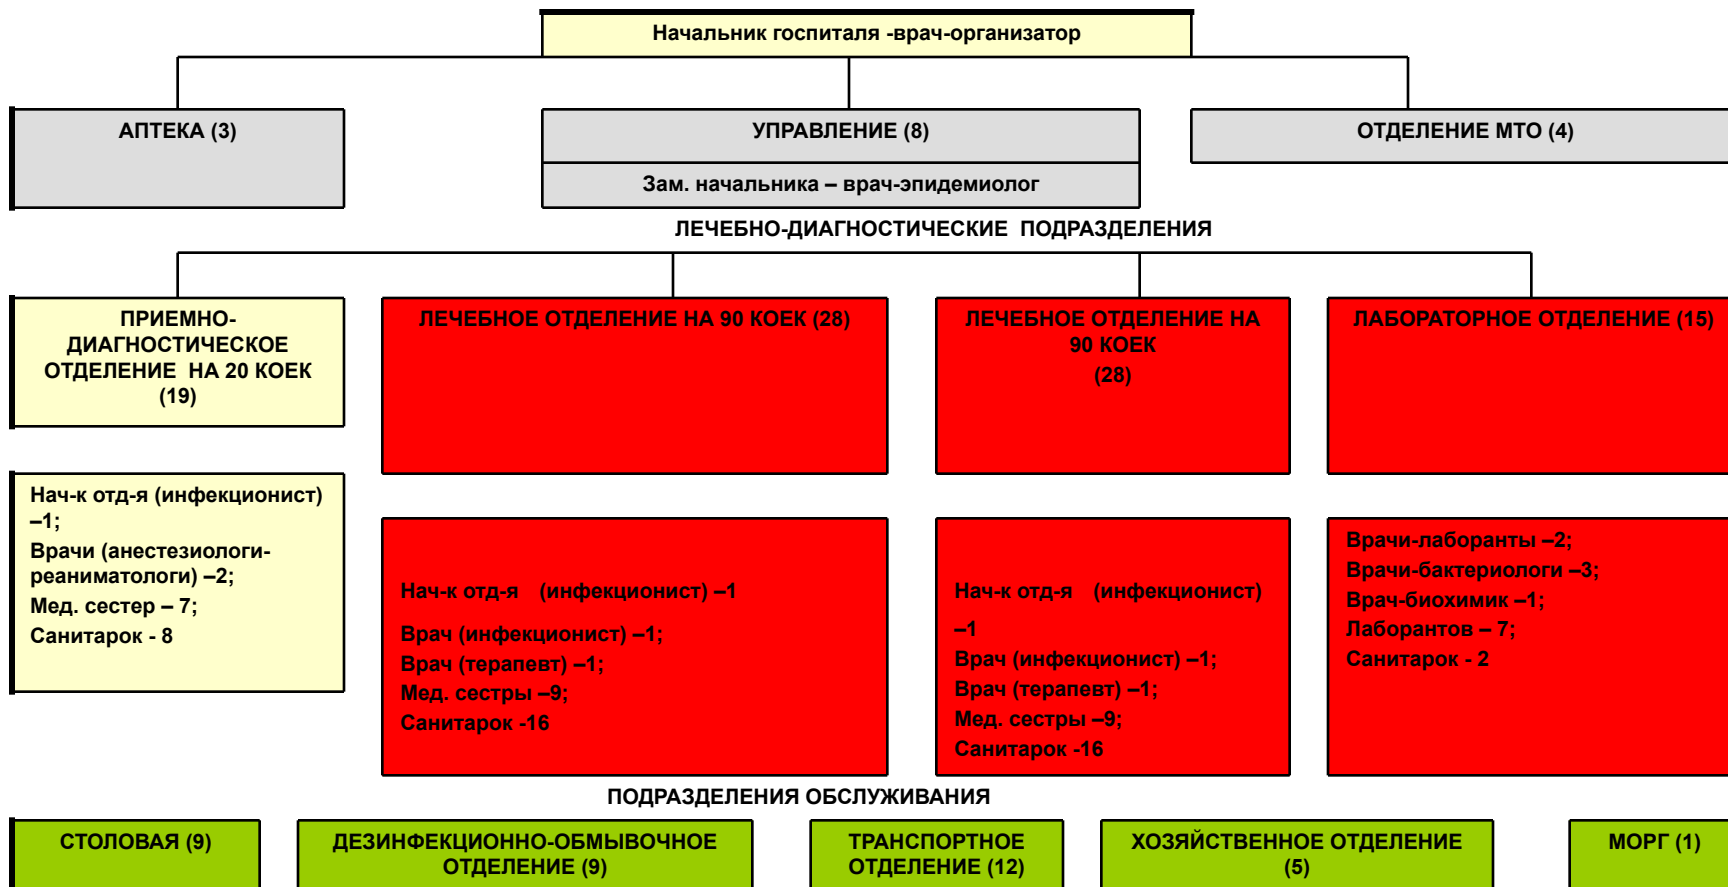 Начальник госпиталя -врач-организатор
АПТЕКА (3)
УПРАВЛЕНИЕ (8)
ОТДЕЛЕНИЕ МТО (4)
Зам. начальника – врач-эпидемиолог
ЛЕЧЕБНО-ДИАГНОСТИЧЕСКИЕ ПОДРАЗДЕЛЕНИЯ
ПРИЕМНО-
ДИАГНОСТИЧЕСКОЕ
ОТДЕЛЕНИЕ НА 20 КОЕК
(19)
ЛЕЧЕБНОЕ ОТДЕЛЕНИЕ НА 90 КОЕК (28)
ЛЕЧЕБНОЕ ОТДЕЛЕНИЕ НА
90 КОЕК
(28)
ЛАБОРАТОРНОЕ ОТДЕЛЕНИЕ (15)
Нач-к отд-я (инфекционист)
–1;
Врачи (анестезиологи-
реаниматологи) –2;
Мед. сестер – 7;
Санитарок - 8
Нач-к отд-я (инфекционист) –1
Врач (инфекционист) –1;
Врач (терапевт) –1;
Мед. сестры –9;
Санитарок -16
Нач-к отд-я (инфекционист)
–1
Врач (инфекционист) –1;
Врач (терапевт) –1;
Мед. сестры –9;
Санитарок -16
Врачи-лаборанты –2;
Врачи-бактериологи –3;
Врач-биохимик –1;
Лаборантов – 7;
Санитарок - 2
ПОДРАЗДЕЛЕНИЯ ОБСЛУЖИВАНИЯ
СТОЛОВАЯ (9)
ДЕЗИНФЕКЦИОННО-ОБМЫВОЧНОЕ
ОТДЕЛЕНИЕ (9)
ТРАНСПОРТНОЕ
ОТДЕЛЕНИЕ (12)
ХОЗЯЙСТВЕННОЕ ОТДЕЛЕНИЕ
(5)
МОРГ (1)